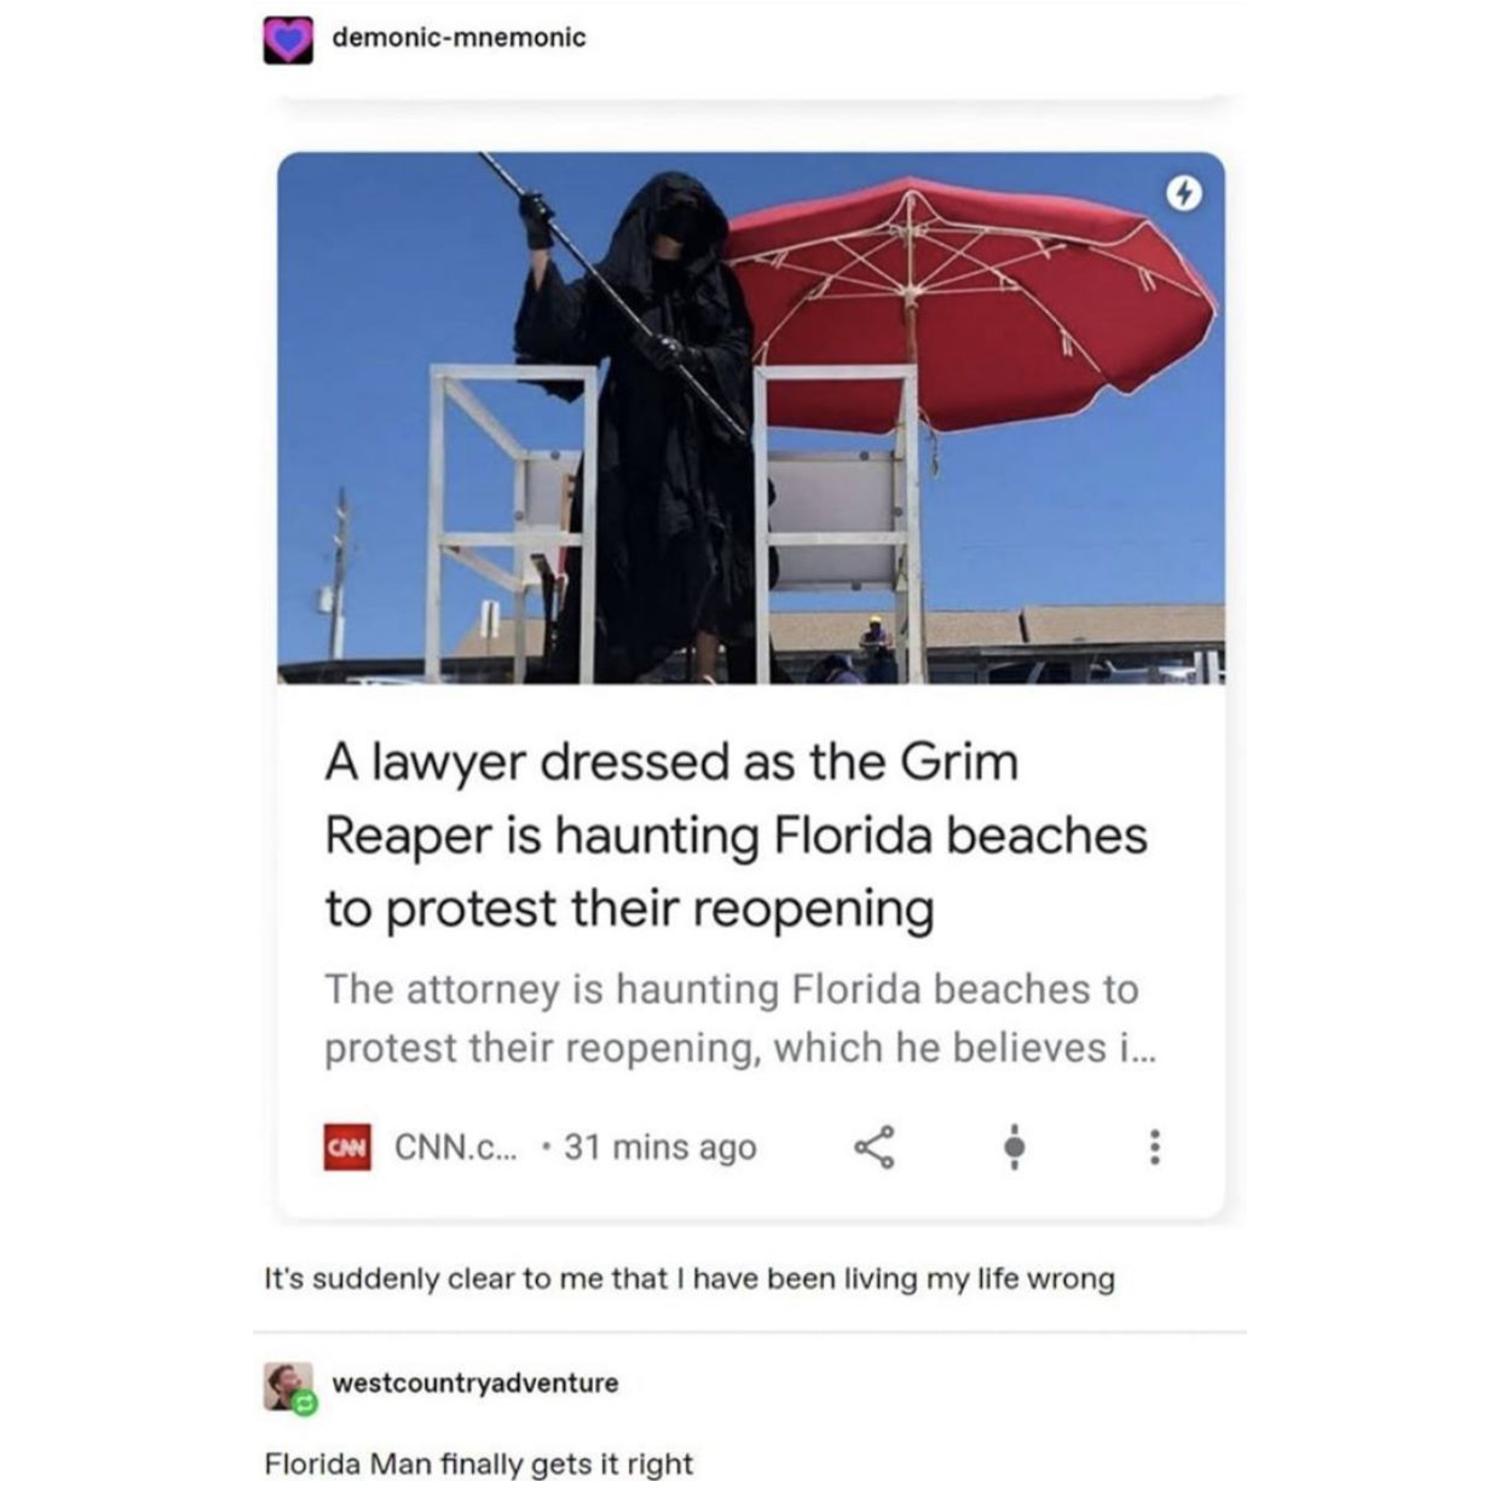 demonic-mnemonic
A lawyer dressed as the Grim
Reaper is haunting Florida beaches
to protest their reopening
The attorney is haunting Florida beaches to
protest their reopening, which he believes i...
CNN CNN.c... • 31 mins ago
It's suddenly clear to me that I have been living my life wrong
westcountryadventure
Florida Man finally gets it right